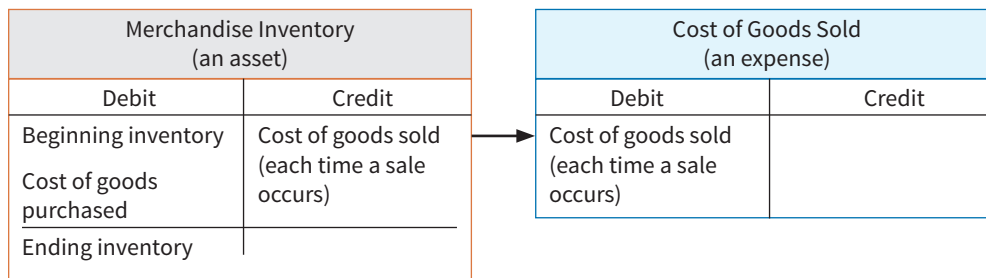 Merchandise Inventory
(an asset)
Debit
Credit
Beginning inventory
Cost of goods
purchased
Cost of goods sold
(each time a sale
occurs)
Ending inventory
Cost of Goods Sold
(an expense)
Debit
Credit
Cost of goods sold
(each time a sale
occurs)